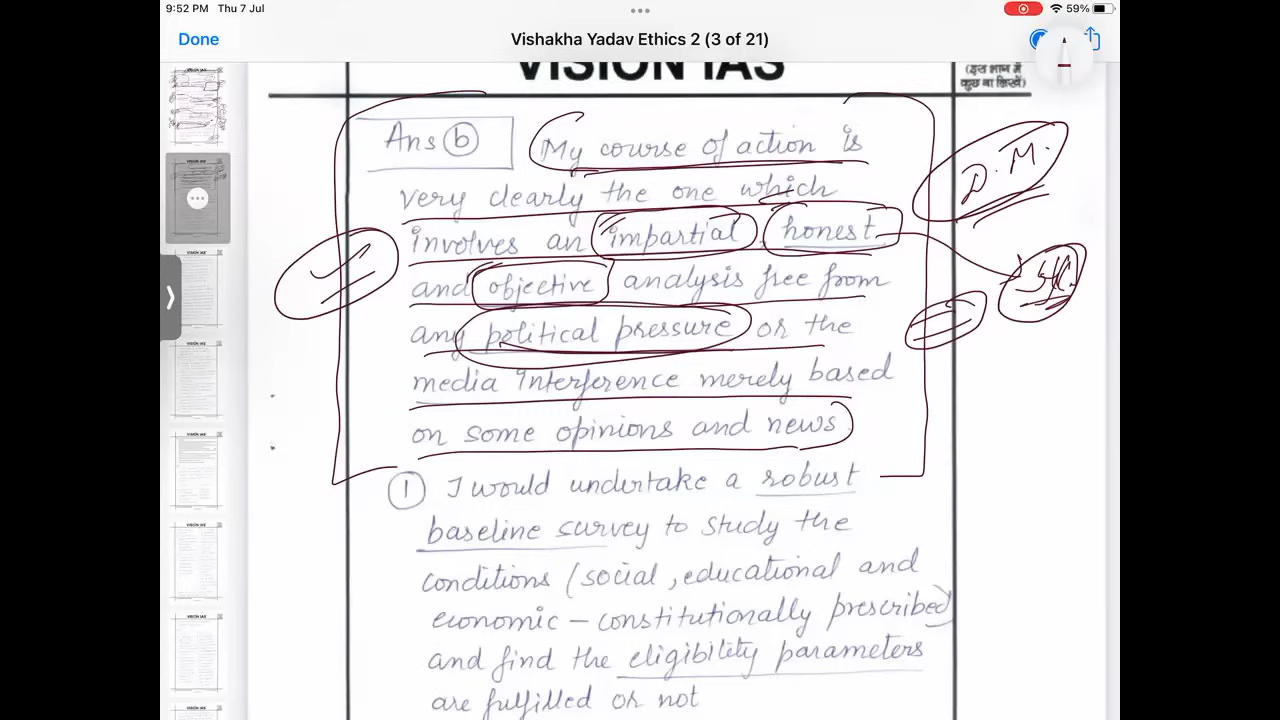 9:52 PM Thu 7 Jul
59%
Done
Vishakha Yadav Ethics 2 (3 of 21)
VISION IAS
(इस भाग में
कुछ ना लिखें)
Ans b
My course of action is
very clearly the one which
involves an impartial, honest
and objective analysis free from
any political pressure or the
media interference merely based
on some opinions and news
D.M.
1 I would undertake a robust
baseline survey to study the
conditions (social, educational and
economic – constitutionally prescribed)
and find the eligibility parameters
are fulfilled or not